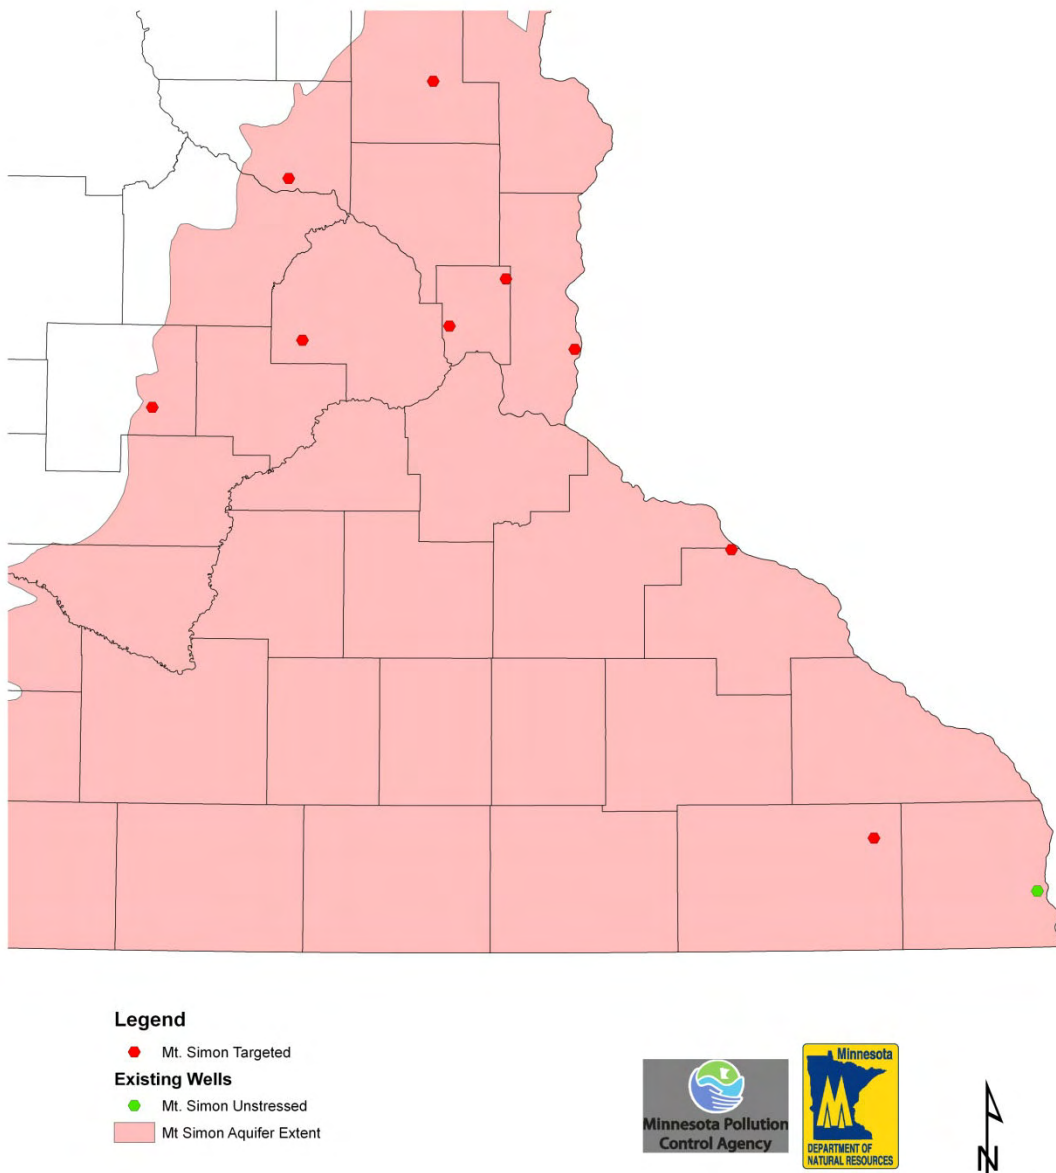 Legend
Mt. Simon Targeted
Existing Wells
Mt. Simon Unstressed
Mt Simon Aquifer Extent
Minnesota Pollution
Control Agency
Minnesota
DEPARTMENT OF
NATURAL RESOURCES
N